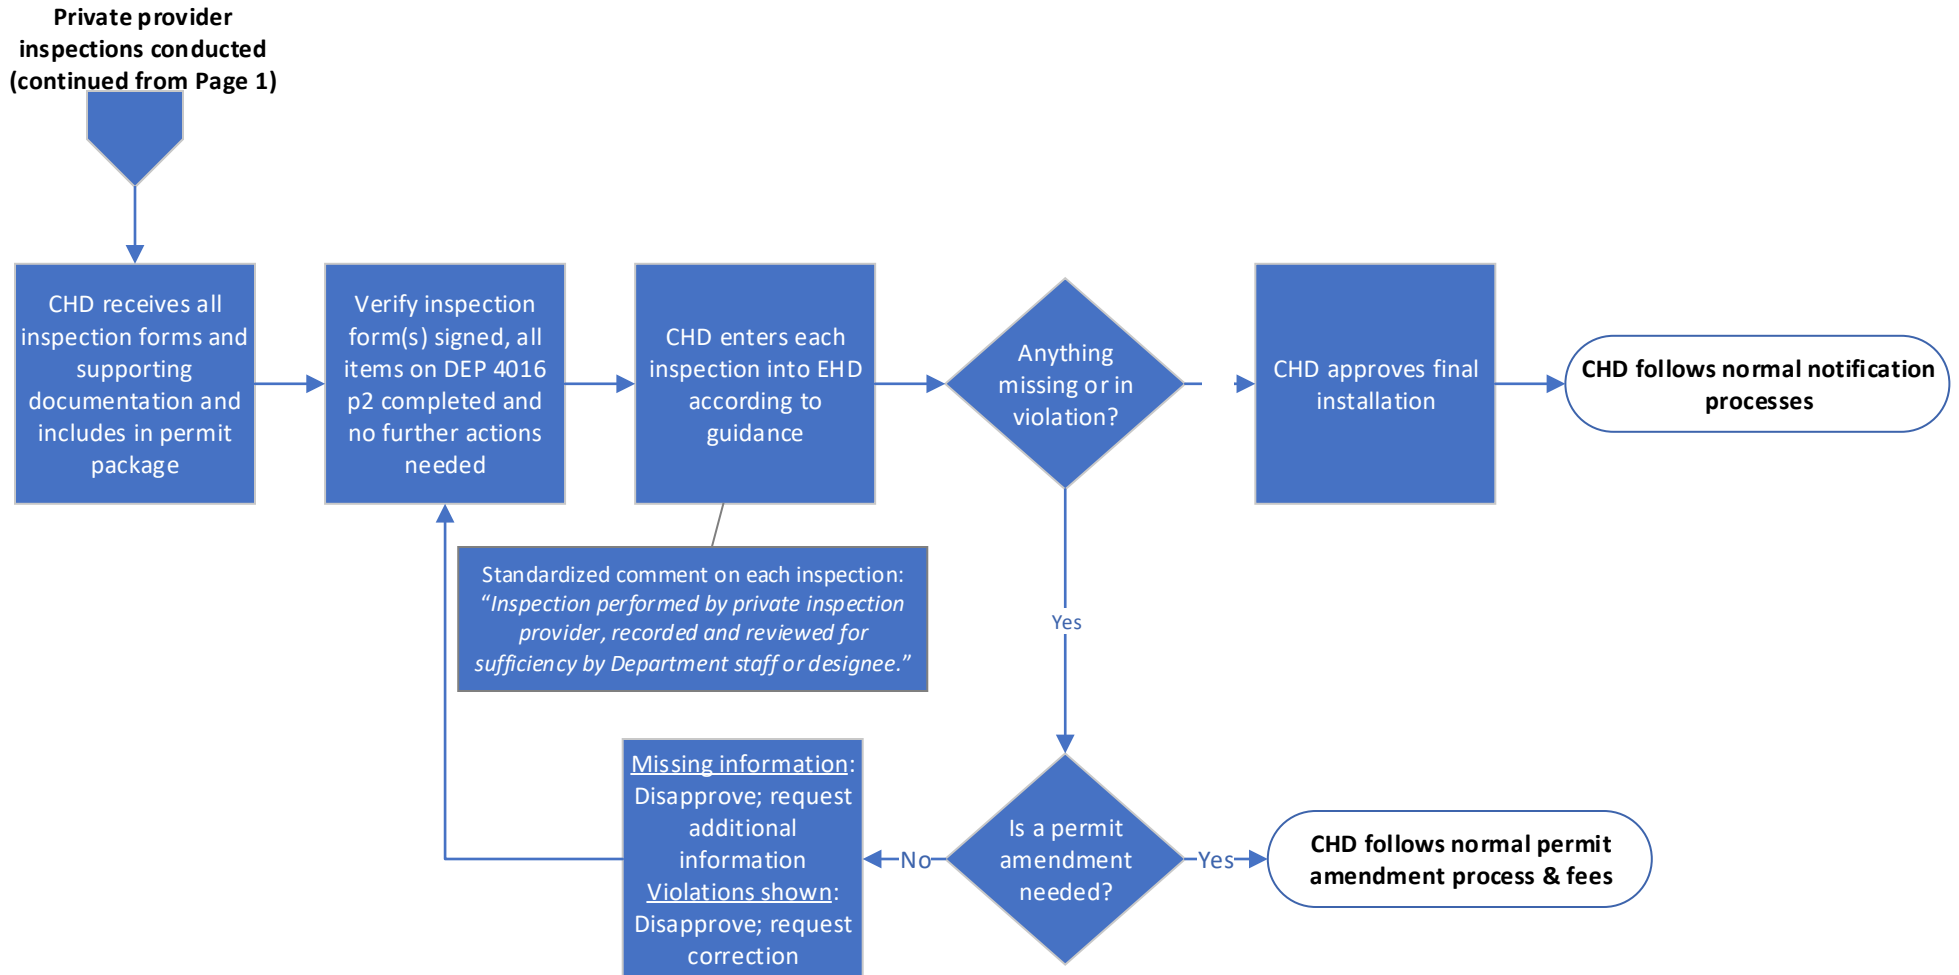 Private provider
inspections conducted
(continued from Page 1)
CHD receives all
inspection forms and
supporting
documentation and
includes in permit
package
Verify inspection
form(s) signed, all
items on DEP 4016
p2 completed and
no further actions
needed
CHD enters each
inspection into EHD
according to
guidance
Anything
missing or in
violation?
CHD approves final
installation
CHD follows normal notification
processes
Standardized comment on each inspection:
“Inspection performed by private inspection
provider, recorded and reviewed for
sufficiency by Department staff or designee.”
Yes
Missing information:
Disapprove; request
additional
information
Violations shown:
Disapprove; request
correction
No
Is a permit
amendment
needed?
Yes
CHD follows normal permit
amendment process & fees